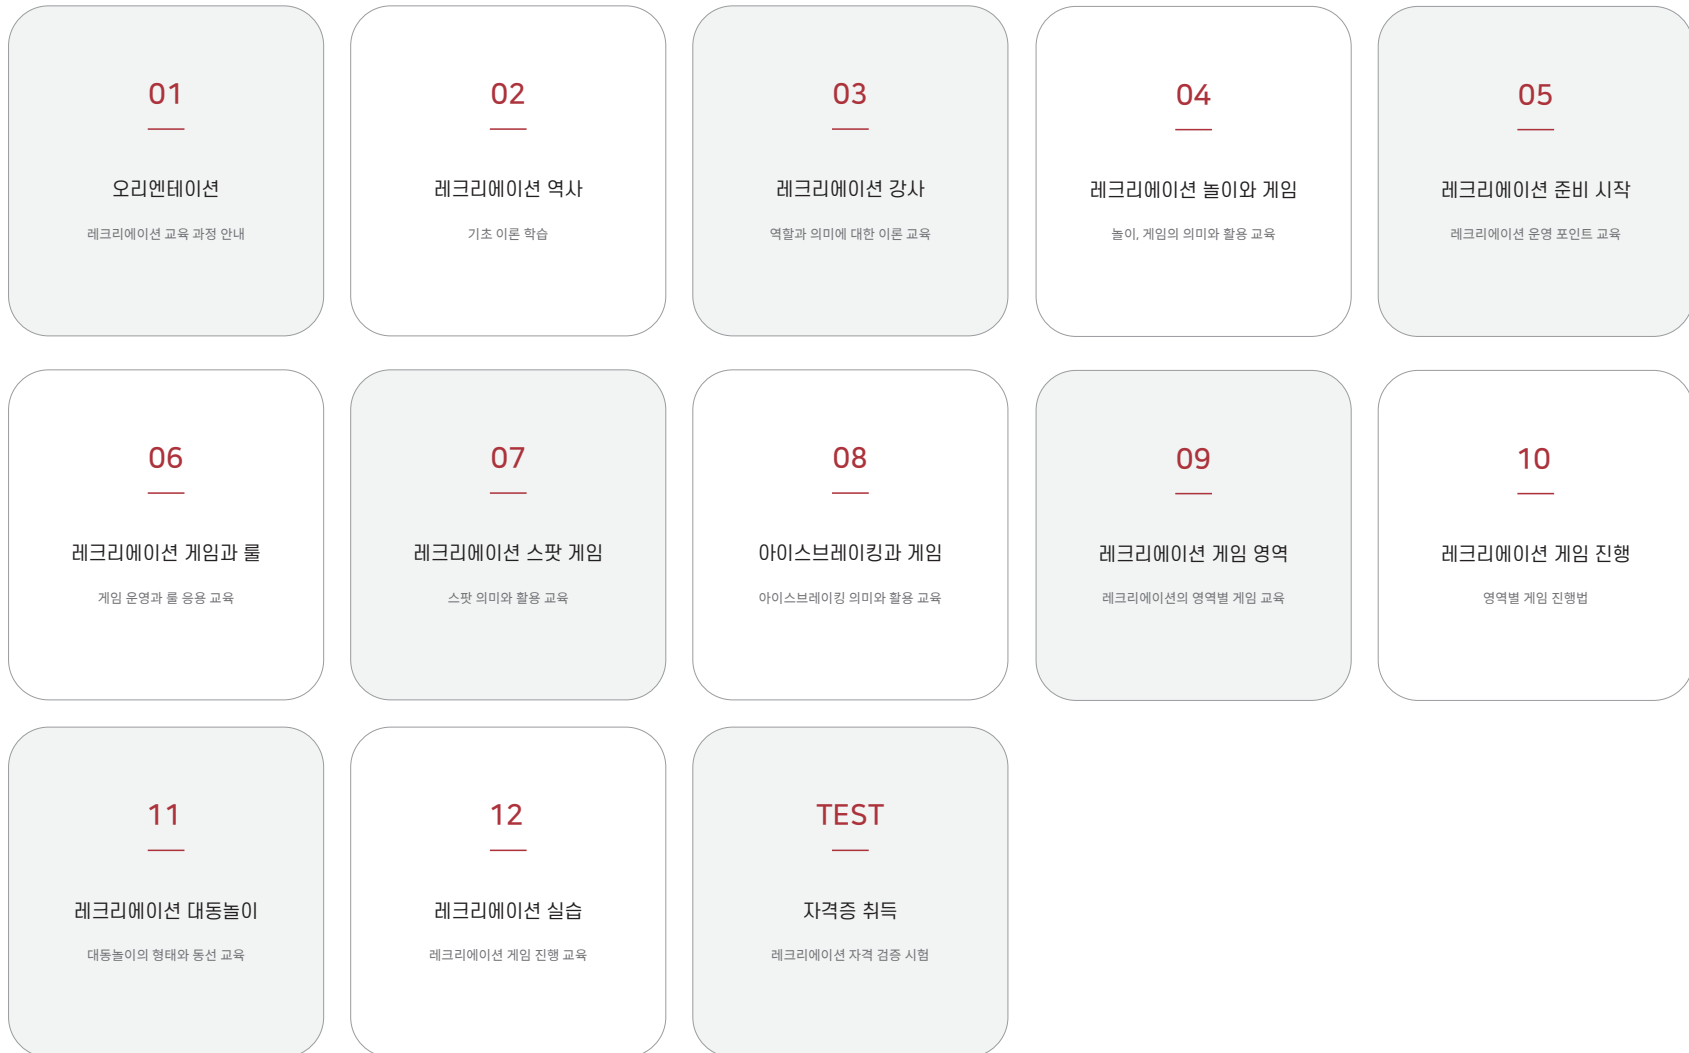 01
오리엔테이션
레크리에이션 교육 과정 안내
02
레크리에이션 역사
기초 이론 학습
03
레크리에이션 강사
역할과 의미에 대한 이론 교육
04
레크리에이션 놀이와 게임
놀이, 게임의 의미와 활용 교육
05
레크리에이션 준비 시작
레크리에이션 운영 포인트 교육
06
레크리에이션 게임과 룰
게임 운영과 룰 응용 교육
07
레크리에이션 스팟 게임
스팟 의미와 활용 교육
08
아이스브레이킹과 게임
아이스브레이킹 의미와 활용 교육
09
레크리에이션 게임 영역
레크리에이션의 영역별 게임 교육
10
레크리에이션 게임 진행
영역별 게임 진행법
11
레크리에이션 대동놀이
대동놀이의 형태와 동선 교육
12
레크리에이션 실습
레크리에이션 게임 진행 교육
TEST
자격증 취득
레크리에이션 자격 검증 시험